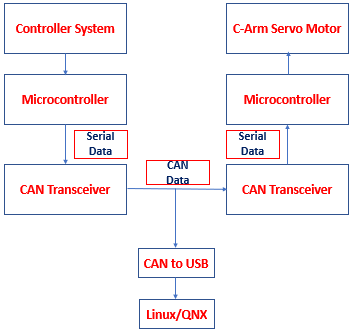 Controller System
C-Arm Servo Motor
Microcontroller
Microcontroller
Serial
Data
Serial
Data
CAN
Data
CAN Transceiver
CAN Transceiver
CAN to USB
Linux/QNX